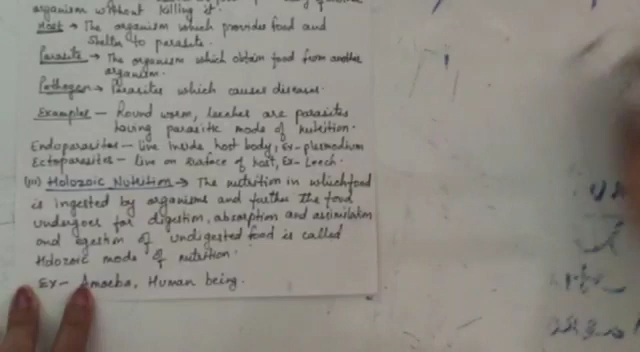 organism without killing it.
Host → The organism which provides food and
Shelter to parasite.
Parasite → The organism which obtain food from another
organism.
Pathogen → Parasites which causes diseases.
Examples — Round worm, leeches are parasites
having parasitic mode of nutrition.
Endoparasites — live inside host body, Ex - plasmodium
Ectoparasites — live on surface of host, Ex - Leech.
(iii) Holozoic Nutrition → The nutrition in which food
is ingested by organisms and further the food
undergoes for digestion, absorption and assimilation
and egestion of undigested food is called
Holozoic mode of nutrition.
Ex — Amoeba, Human being.